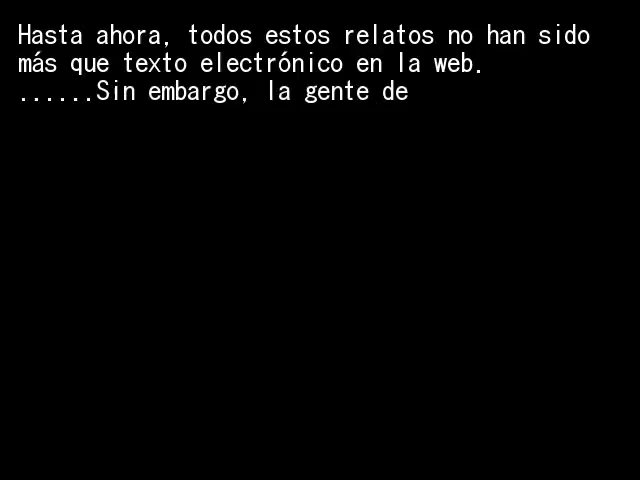 Hasta ahora, todos estos relatos no han sido
más que texto electrónico en la web.
......Sin embargo, la gente de